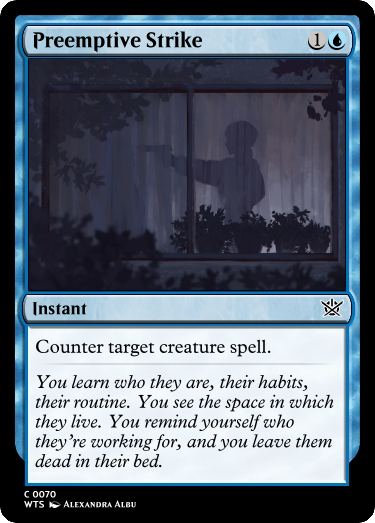 Preemptive Strike 1
Instant
Counter target creature spell.
You learn who they are, their habits,
their routine. You see the space in which
they live. You remind yourself who
they're working for, and you leave them
dead in their bed.
C 0070
WTS Alexandra Albu